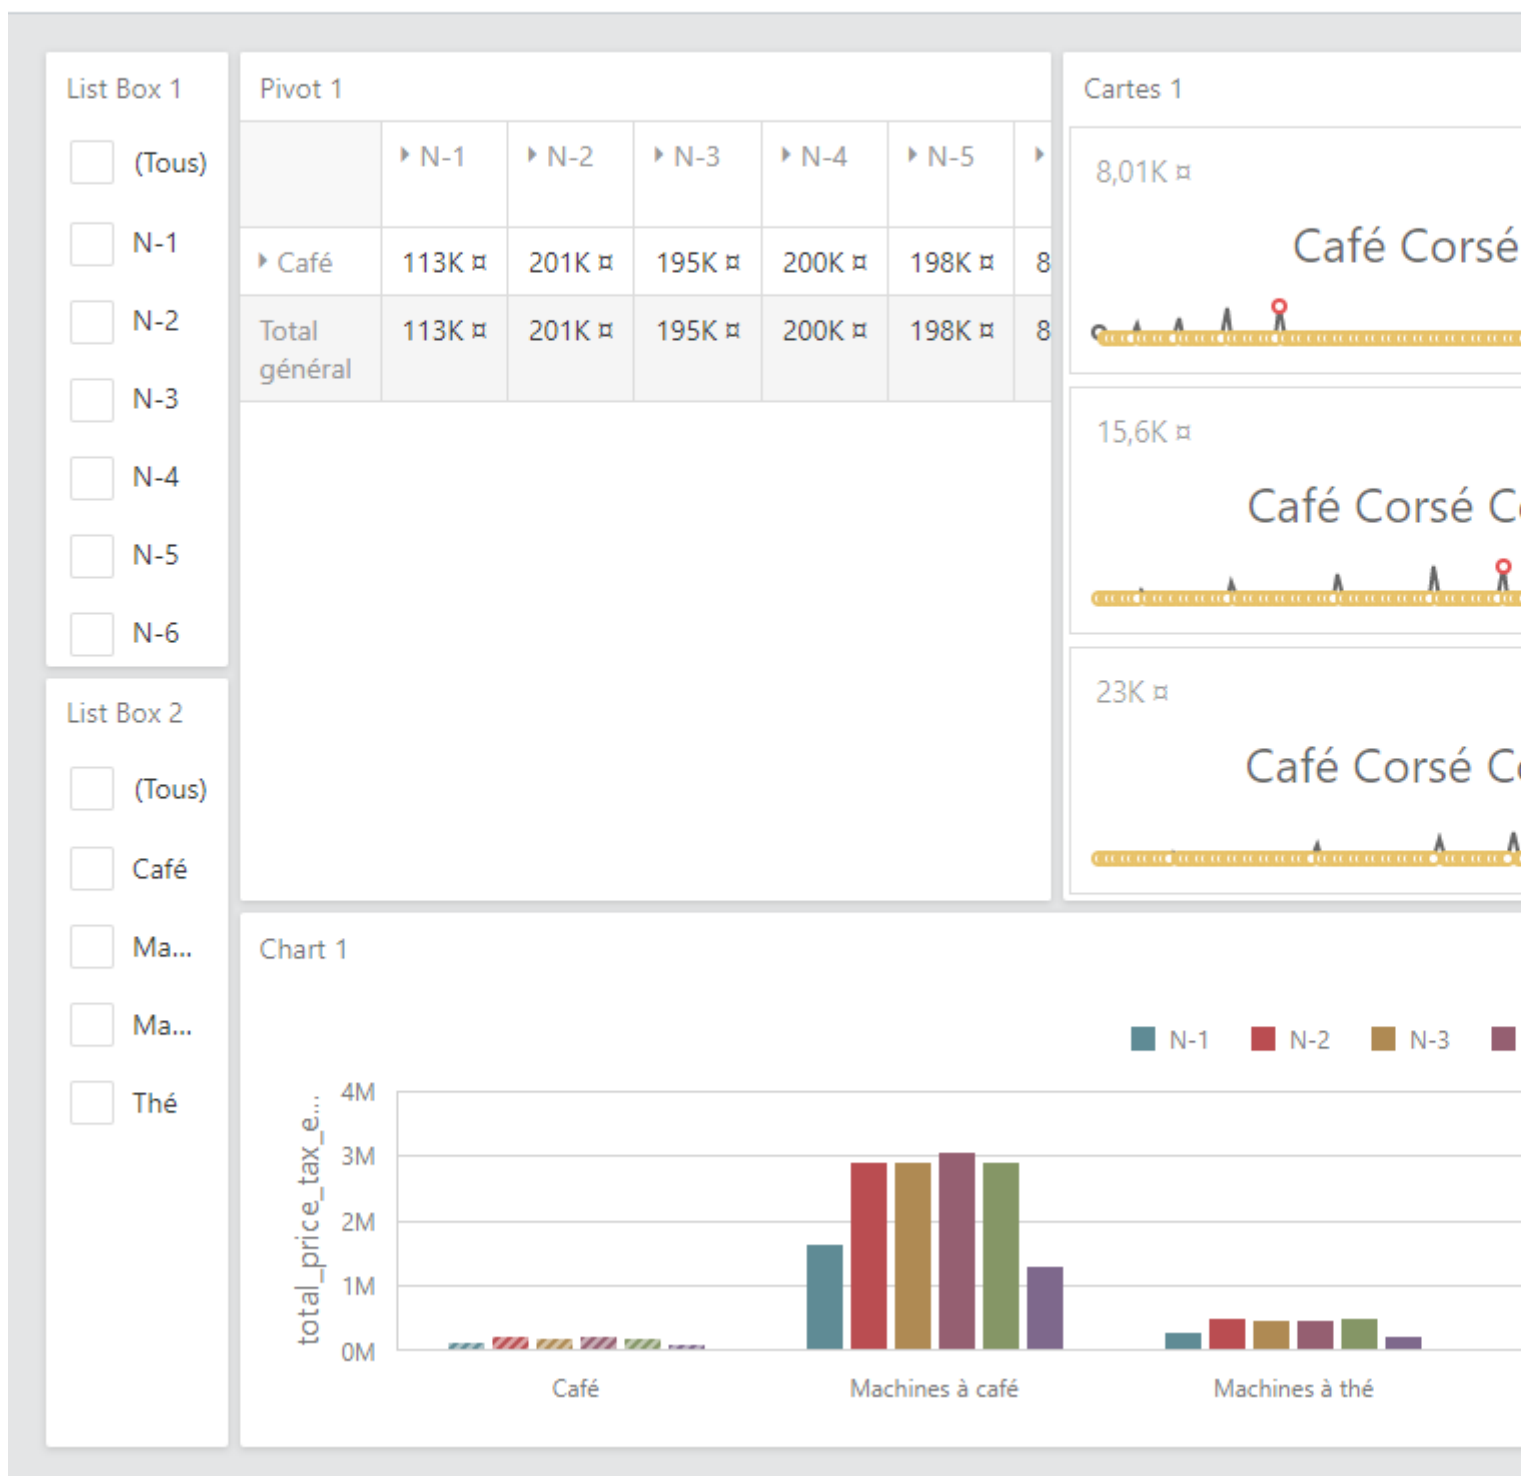 List Box 1
(Tous)
N-1
N-2
N-3
N-4
N-5
N-6
List Box 2
(Tous)
Café
Ma...
Ma...
Thé
Pivot 1
N-1 N-2 N-3 N-4 N-5
Café 113K ¤ 201K ¤ 195K ¤ 200K ¤ 198K ¤ 8
Total général 113K ¤ 201K ¤ 195K ¤ 200K ¤ 198K ¤ 8
Cartes 1
8,01K ¤
Café Corsé
15,6K ¤
Café Corsé C
23K ¤
Café Corsé C
Chart 1
N-1 N-2 N-3
total_price_tax_e...
4M
3M
2M
1M
0M
Café Machines à café Machines à thé